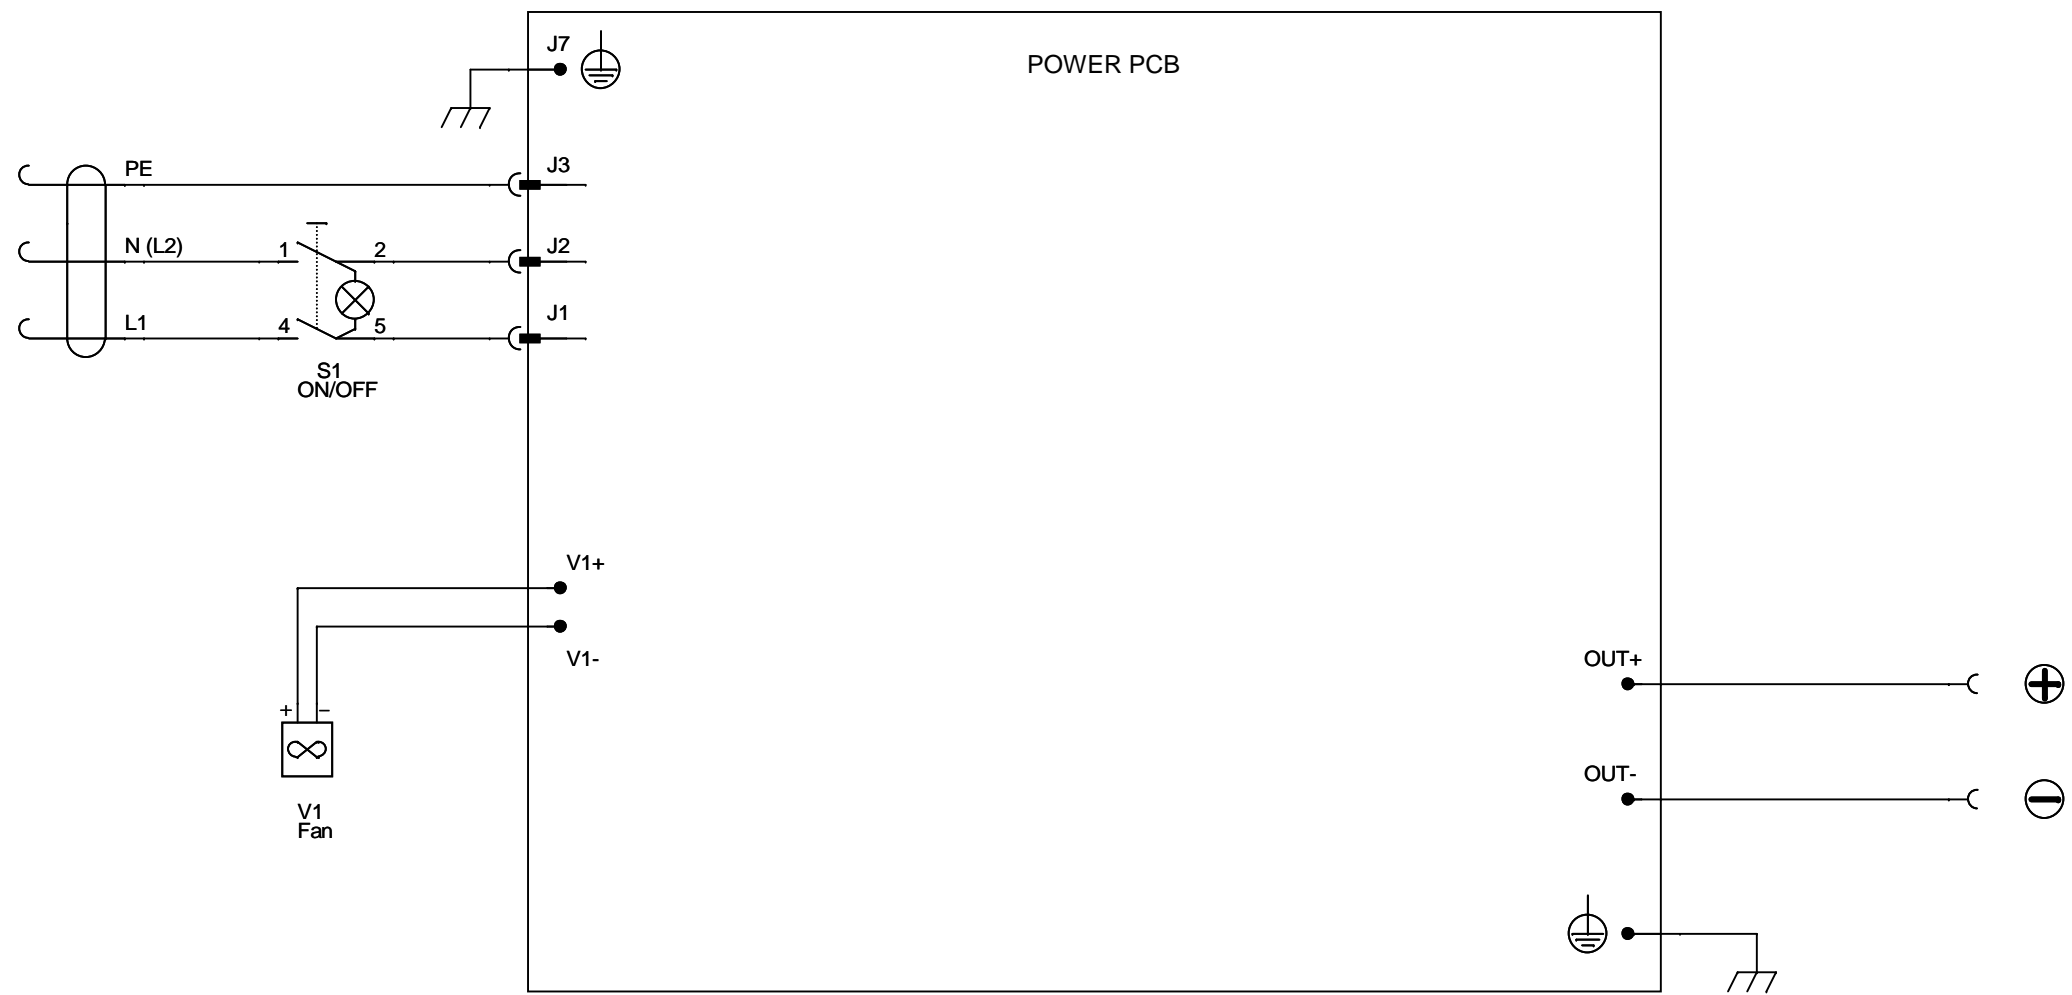 J7
POWER PCB
PE
J3
N (L2)
1
2
J2
L1
4
5
J1
S1
ON/OFF
V1+
V1-
OUT+
+
−
OUT-
V1
Fan